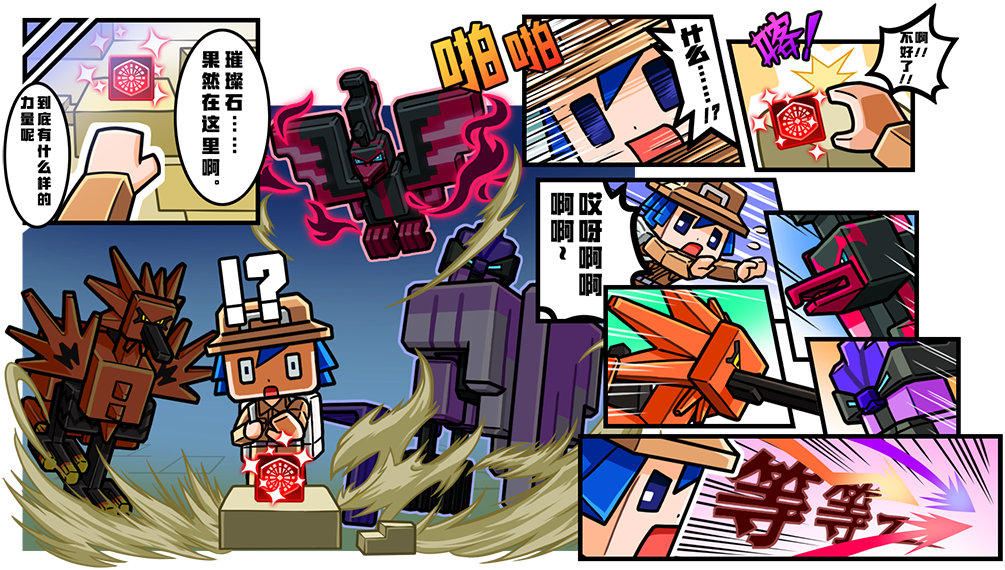 璀璨石……
果然在这里啊。
到底有什么样的
力量呢
!?
啪啪
什么……!?
喀!
啊!!
不好了!!
哎呀啊啊
啊啊~
等等